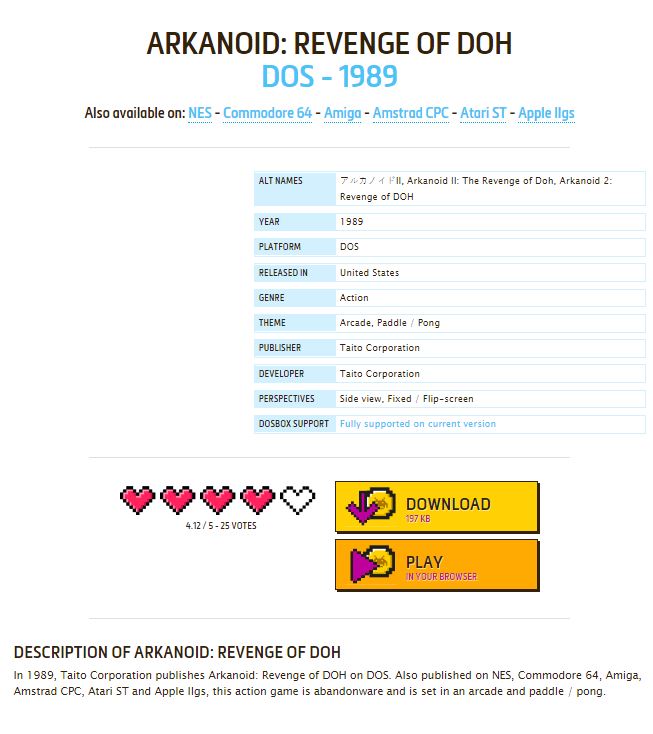 ARKANOID: REVENGE OF DOH
DOS - 1989
Also available on: NES - Commodore 64 - Amiga - Amstrad CPC - Atari ST - Apple IIgs
ALT NAMES アルカノイドII, Arkanoid II: The Revenge of Doh, Arkanoid 2:
Revenge of DOH
YEAR 1989
PLATFORM DOS
RELEASED IN United States
GENRE Action
THEME Arcade, Paddle / Pong
PUBLISHER Taito Corporation
DEVELOPER Taito Corporation
PERSPECTIVES Side view, Fixed / Flip-screen
DOSBOX SUPPORT Fully supported on current version
4.12 / 5 - 25 VOTES
DOWNLOAD
197 KB
PLAY
IN YOUR BROWSER
DESCRIPTION OF ARKANOID: REVENGE OF DOH
In 1989, Taito Corporation publishes Arkanoid: Revenge of DOH on DOS. Also published on NES, Commodore 64, Amiga,
Amstrad CPC, Atari ST and Apple IIgs, this action game is abandonware and is set in an arcade and paddle / pong.